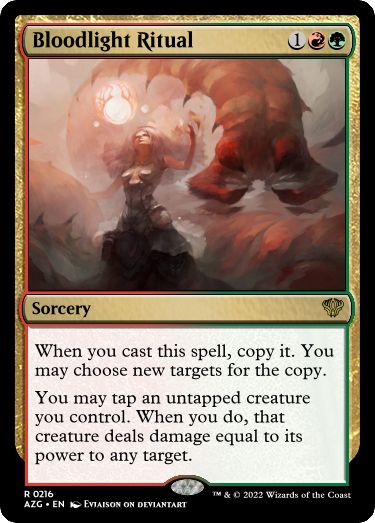 Bloodlight Ritual 1
Sorcery
When you cast this spell, copy it. You
may choose new targets for the copy.
You may tap an untapped creature
you control. When you do, that
creature deals damage equal to its
power to any target.
R 0216
AZG • EN Eviaison on deviantart
™ & © 2022 Wizards of the Coast